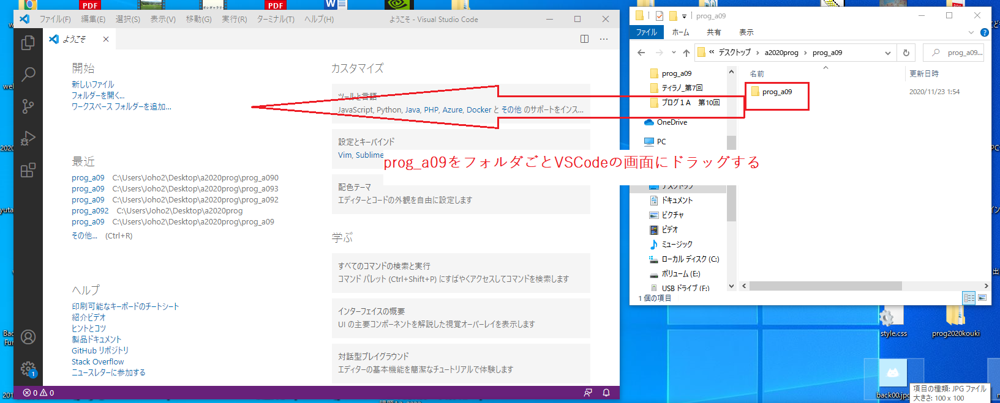 PDF
PDF
W
ファイル(F) 編集(E) 選択(S) 表示(V) 移動(G) 実行(R) ターミナル(T) ヘルプ(H) ようこそ - Visual Studio Code
ようこそ
開始
新しいファイル
フォルダーを開く...
ワークスペース フォルダーを追加...
最近
prog_a09 C:\Users\Joho2\Desktop\a2020prog\prog_a090
prog_a09 C:\Users\Joho2\Desktop\a2020prog\prog_a093
prog_a09 C:\Users\Joho2\Desktop\a2020prog\prog_a092
prog_a092 C:\Users\Joho2\Desktop\a2020prog
prog_a09 C:\Users\Joho2\Desktop\a2020prog\prog_a09
その他... (Ctrl+R)
ヘルプ
印刷可能なキーボードのチートシート
紹介ビデオ
ヒントとコツ
製品ドキュメント
GitHub リポジトリ
Stack Overflow
ニュースレターに参加する
カスタマイズ
ツールと言語
JavaScript, Python, Java, PHP, Azure, Docker と その他 のサポートをインス...
設定とキーバインド
Vim, Sublime
配色テーマ
エディターとコードの外観を自由に設定します
学ぶ
すべてのコマンドの検索と実行
コマンド パレット (Ctrl+Shift+P) にすばやくアクセスしてコマンドを検索します
インターフェイスの概要
UI の主要コンポーネントを解説した視覚オーバーレイを表示します
対話型プレイグラウンド
エディターの基本機能を簡潔なチュートリアルで体験します
1
0 0
prog_a09をフォルダごとVSCodeの画面にドラッグする
prog_a09
ファイル ホーム 共有 表示
« デスクトップ › a2020prog › prog_a09
prog_a09...
prog_a09
ティラノ_第7回
プログ１A 第10回
OneDrive
PC
デスクトップ
ドキュメント
ピクチャ
ビデオ
ミュージック
ローカル ディスク (C:)
ボリューム (E:)
USB ドライブ (F:)
名前 更新日時
prog_a09 2020/11/23 1:54
1 個の項目
style.css
prog2020kouki
back00.jpg
項目の種類: JPG ファイル
大きさ: 100 x 100